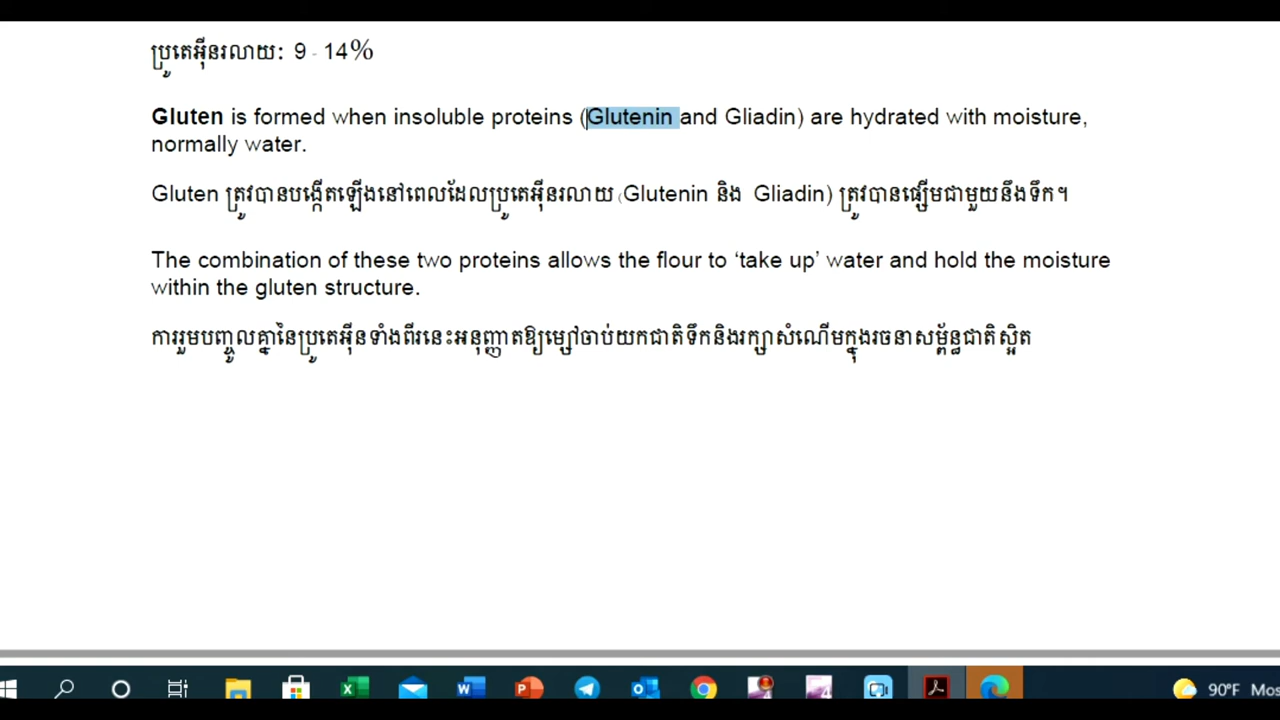 ប្រូតេអ៊ីនរលាយ: 9 - 14%
Gluten is formed when insoluble proteins (Glutenin and Gliadin) are hydrated with moisture,
normally water.
Gluten ត្រូវបានបង្កើតឡើងនៅពេលដែលប្រូតេអ៊ីនរលាយ (Glutenin និង Gliadin) ត្រូវបានផ្សើមជាមួយនឹងទឹក។
The combination of these two proteins allows the flour to ‘take up’ water and hold the moisture
within the gluten structure.
ការរួមបញ្ចូលគ្នានៃប្រូតេអ៊ីនទាំងពីរនេះអនុញ្ញាតឱ្យម្សៅចាប់យកជាតិទឹកនិងរក្សាសំណើមក្នុងរចនាសម្ព័ន្ធជាតិស្អិត
90°F Mos